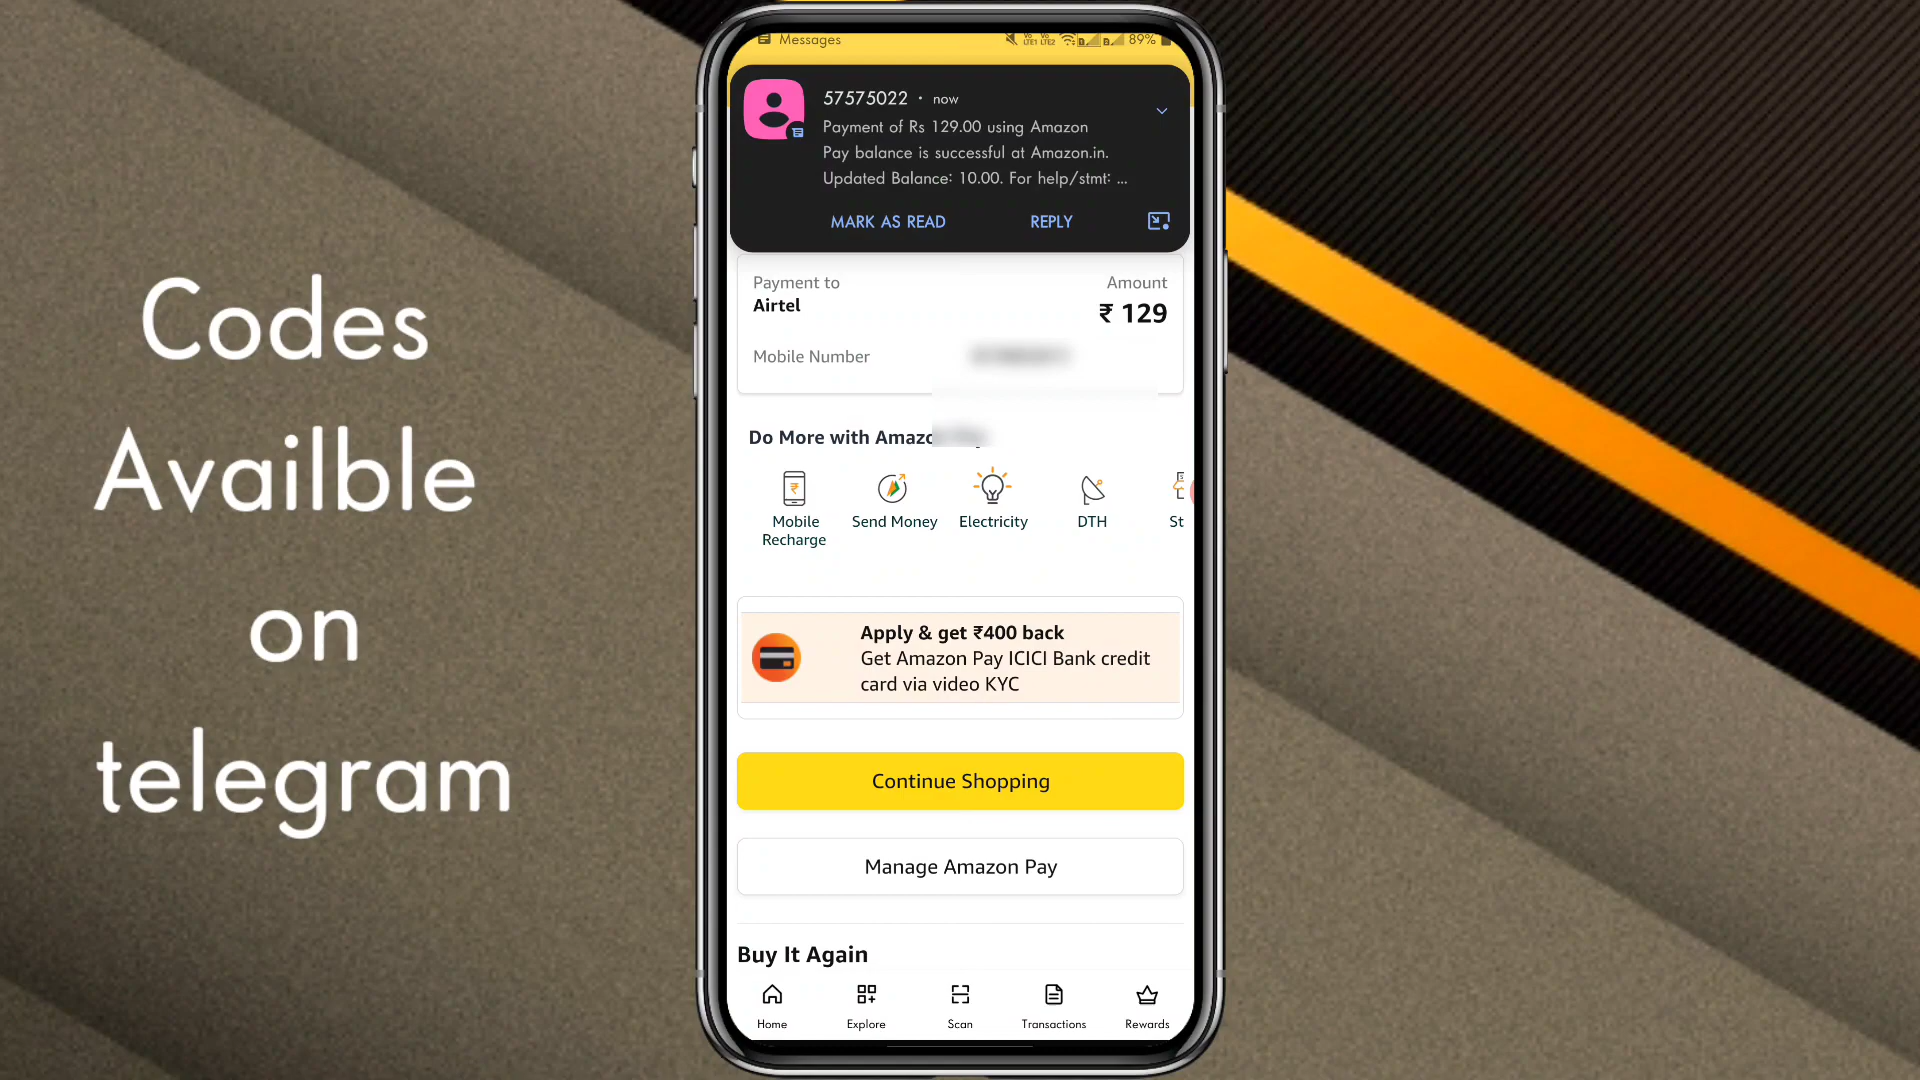 Codes
Availble
on
telegram
Messages
89%
57575022 • now
Payment of Rs 129.00 using Amazon
Pay balance is successful at Amazon.in.
Updated Balance: 10.00. For help/stmt: ...
MARK AS READ REPLY
Payment to Amount
Airtel ₹ 129
Mobile Number
Do More with
Mobile
Recharge
Send Money
Electricity
DTH
St
Apply & get ₹400 back
Get Amazon Pay ICICI Bank credit
card via video KYC
Continue Shopping
Manage Amazon Pay
Buy It Again
Home Explore Scan Transactions Rewards